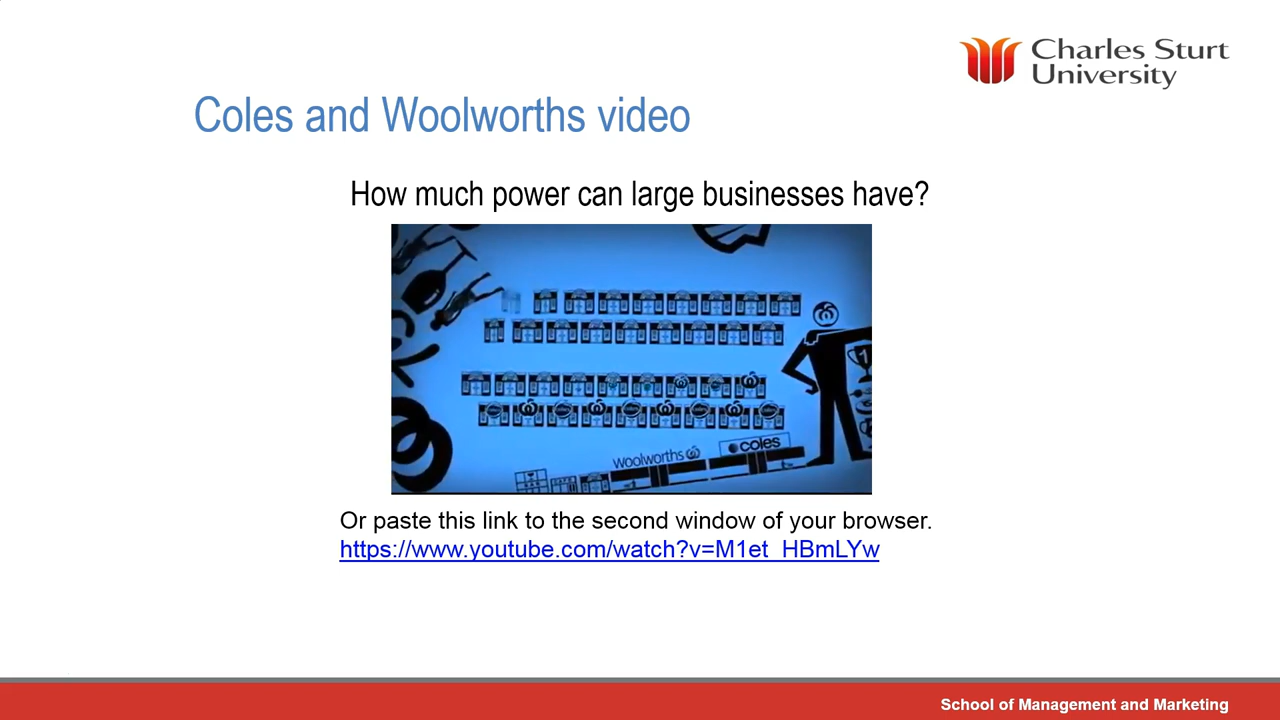 Charles Sturt
University
Coles and Woolworths video
How much power can large businesses have?
1
woolworths
coles
Or paste this link to the second window of your browser.
https://www.youtube.com/watch?v=M1et_HBmLYw
School of Management and Marketing